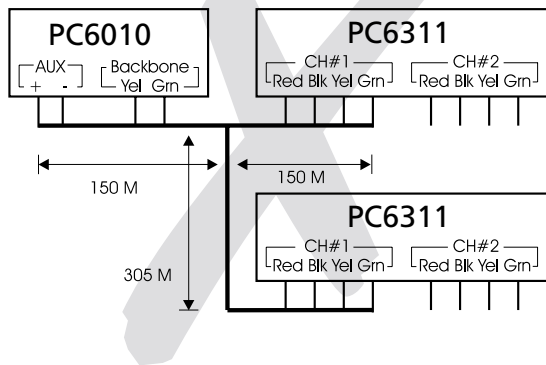 PC6010
AUX
+ -
Backbone
Yel Grn
PC6311
CH#1
Red Blk Yel Grn
CH#2
Red Blk Yel Grn
150 M
150 M
305 M
PC6311
CH#1
Red Blk Yel Grn
CH#2
Red Blk Yel Grn